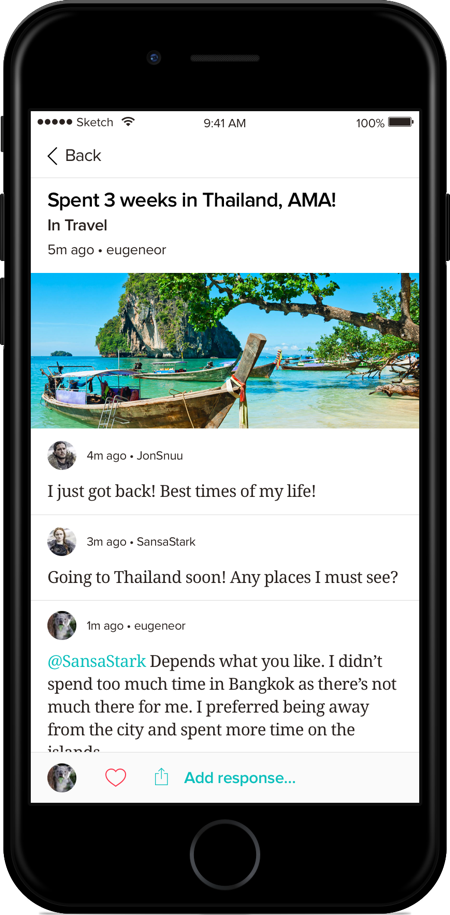 Sketch 9:41 AM 100%
Back
Spent 3 weeks in Thailand, AMA!
In Travel
5m ago • eugeneor
4m ago • JonSnuu
I just got back! Best times of my life!
3m ago • SansaStark
Going to Thailand soon! Any places I must see?
1m ago • eugeneor
@SansaStark Depends what you like. I didn’t
spend too much time in Bangkok as there’s not
much there for me. I preferred being away
from the city and spent more time on the
islands
Add response...